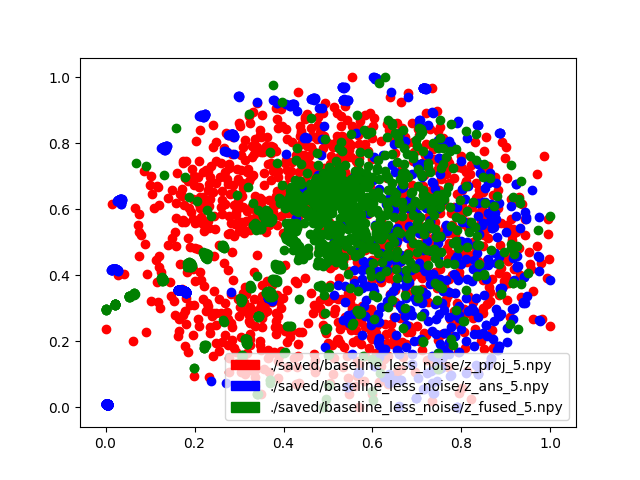 1.0
0.8
0.6
0.4
0.2
0.0
./saved/baseline_less_noise/z_proj_5.npy
./saved/baseline_less_noise/z_ans_5.npy
./saved/baseline_less_noise/z_fused_5.npy
0.0 0.2 0.4 0.6 0.8 1.0